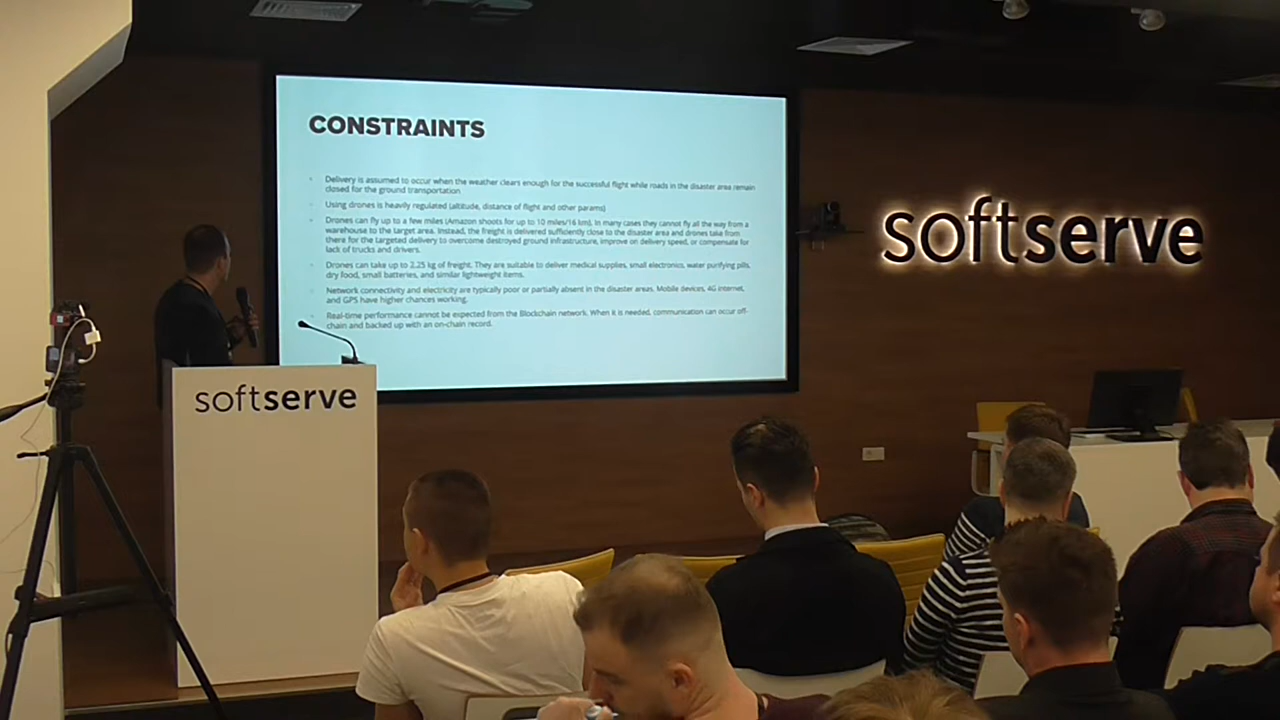 CONSTRAINTS
Delivery is assumed to occur when the weather clears enough for the successful flight while roads in the disaster area remain
closed for the ground transportation
Using drones is heavily regulated (altitude, distance of flight and other params)
Drones can fly up to a few miles (Amazon shoots for up to 10 miles/16 km). In many cases they cannot fly all the way from a
warehouse to the target area. Instead, the freight is delivered sufficiently close to the disaster area and drones take from
there for the targeted delivery to overcome destroyed ground infrastructure, improve on delivery speed, or compensate for
lack of trucks and drivers.
Drones can take up to 2,25 kg of freight. They are suitable to deliver medical supplies, small electronics, water purifying pills,
dry food, small batteries, and similar lightweight items.
Network connectivity and electricity are typically poor or partially absent in the disaster areas. Mobile devices, 4G internet,
and GPS have higher chances working.
Real-time performance cannot be expected from the Blockchain network. When it is needed, communication can occur off-
chain and backed up with an on-chain record.
softserve
softserve